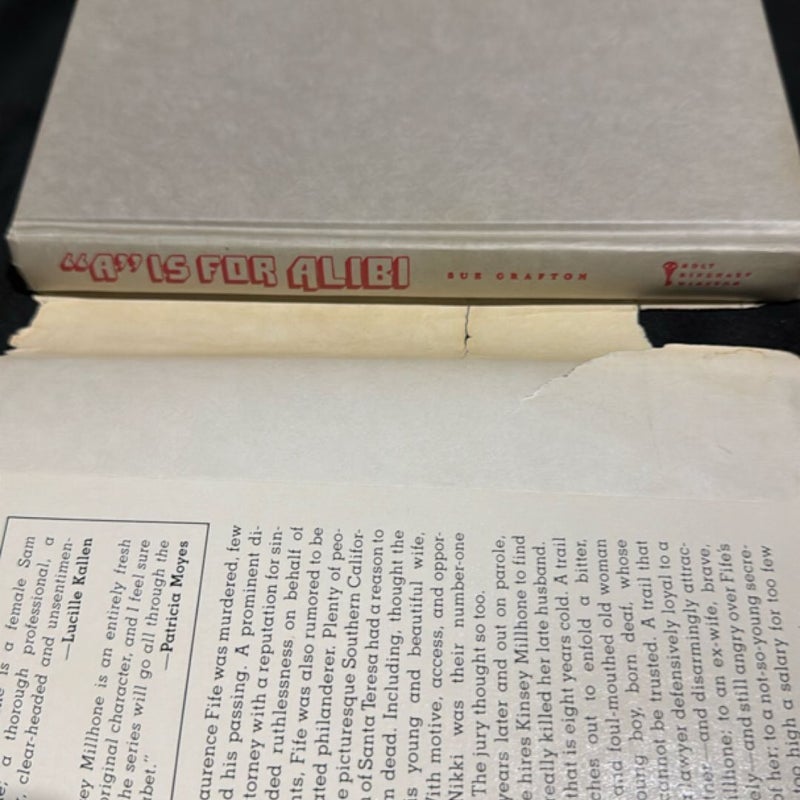 “A” IS FOR ALIBI
SUE GRAFTON
HOLT
RINEHART
WINSTON
is a female Sam
a thorough professional, a
clear-headed and unsentimen-
—Lucille Kallen
ey Millhone is an entirely fresh
original character, and I feel sure
he series will go all through the
abet.”
—Patricia Moyes
aurence Fife was murdered, few
d his passing. A prominent di-
torney with a reputation for sin-
ded ruthlessness, on behalf of
nts, Fife was also rumored to be
ated philanderer. Plenty of peo-
e picturesque Southern Califor-
n of Santa Teresa had a reason to
n dead. Including, thought the
is young and beautiful wife,
With motive, access, and oppor-
Nikki was their number-one
The jury thought so too.
years later and out on parole,
e hires Kinsey Millhone to find
really killed her late husband.
that is eight years cold. A trail
ches out to enfold a bitter,
and foul-mouthed old woman
oung boy, born deaf, whose
cannot be trusted. A trail that
lawyer defensively loyal to a
ner—and disarmingly attrac-
illhone; to an ex-wife, brave,
ely—and still angry over Fife's
of her; to a not-so-young secre-
too high a salary for too few